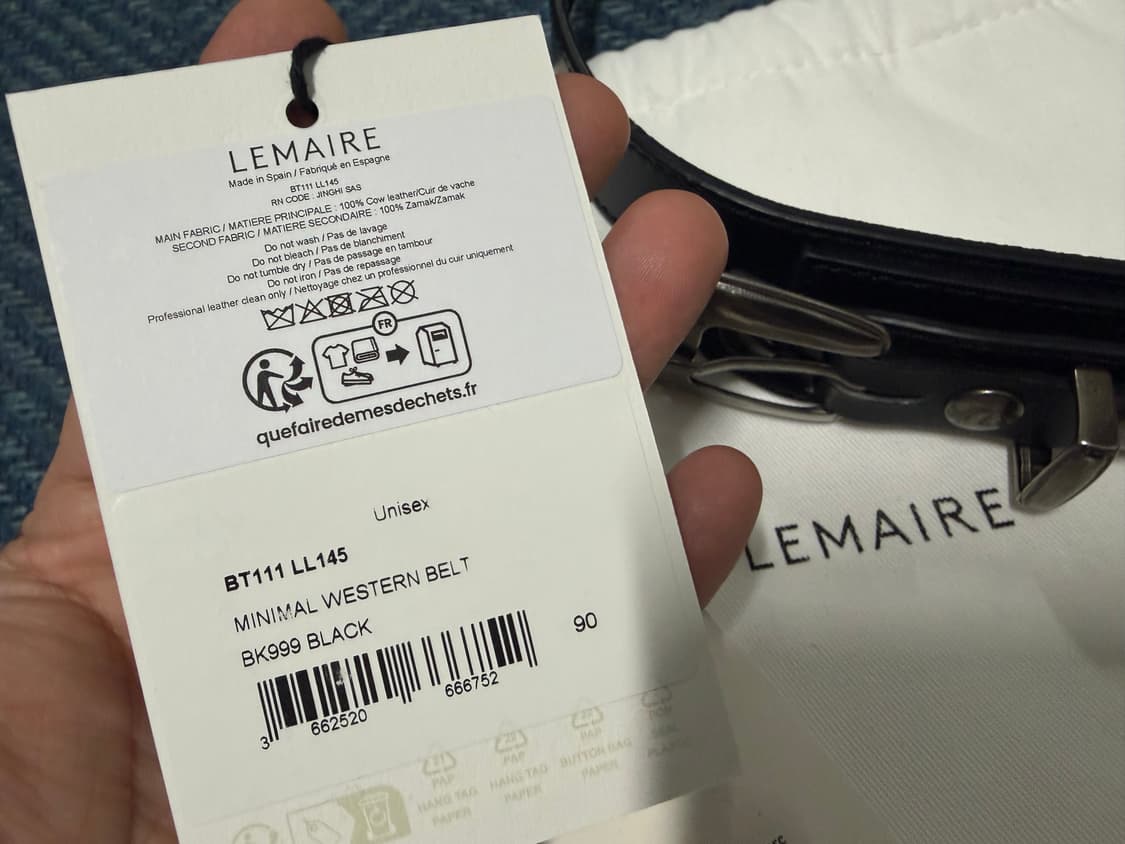 LEMAIRE
Made in Spain / Fabriqué en Espagne
BT111 LL145
RN CODE : JINGHI SAS
MAIN FABRIC / MATIERE PRINCIPALE : 100% Cow leather/Cuir de vache
SECOND FABRIC / MATIERE SECONDAIRE : 100% Zamak/Zamak
Do not wash / Pas de lavage
Do not bleach / Pas de blanchiment
Do not tumble dry / Pas de passage en tambour
Do not iron / Pas de repassage
Professional leather clean only / Nettoyage chez un professionnel du cuir uniquement
FR
quefairedemesdechets.fr
Unisex
BT111 LL145
MINIMAL WESTERN BELT
BK999 BLACK
90
3 662520 666752
21 PAP HANG TAG PAPER
22 PAP HANG TAG PAPER
22 PAP BUTTON BAG PAPER
LEMAIRE